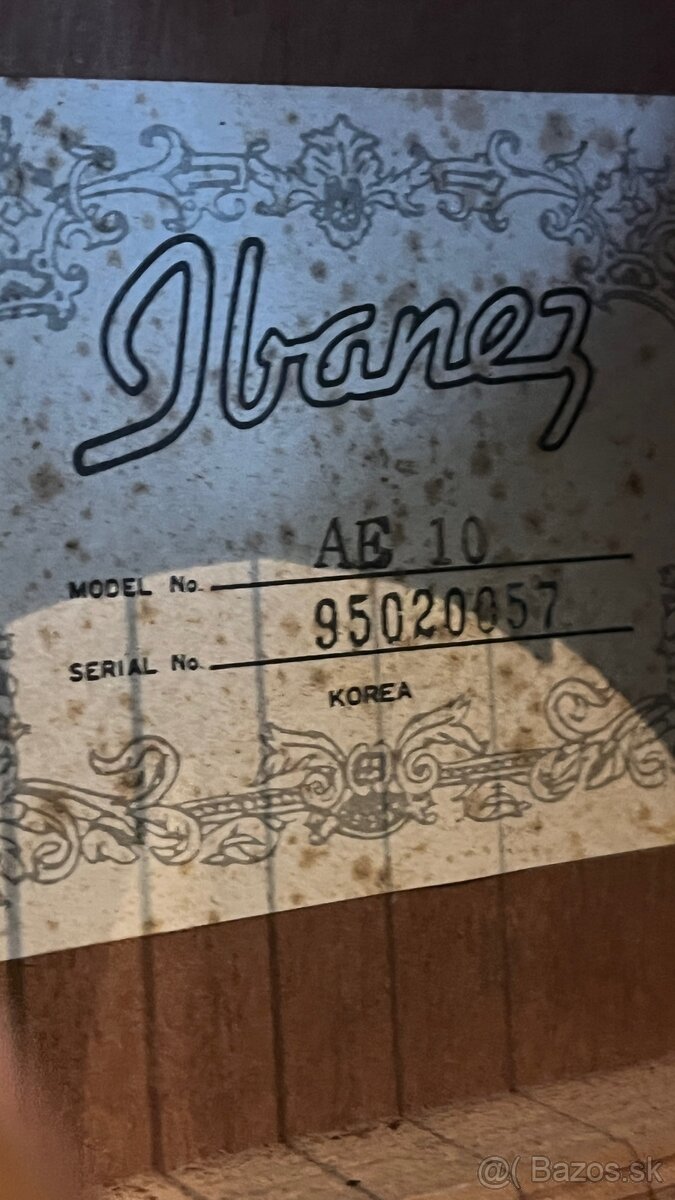 Ibanez
MODEL No. AE 10
SERIAL No. 95020057
KOREA
@( Bazos.sk